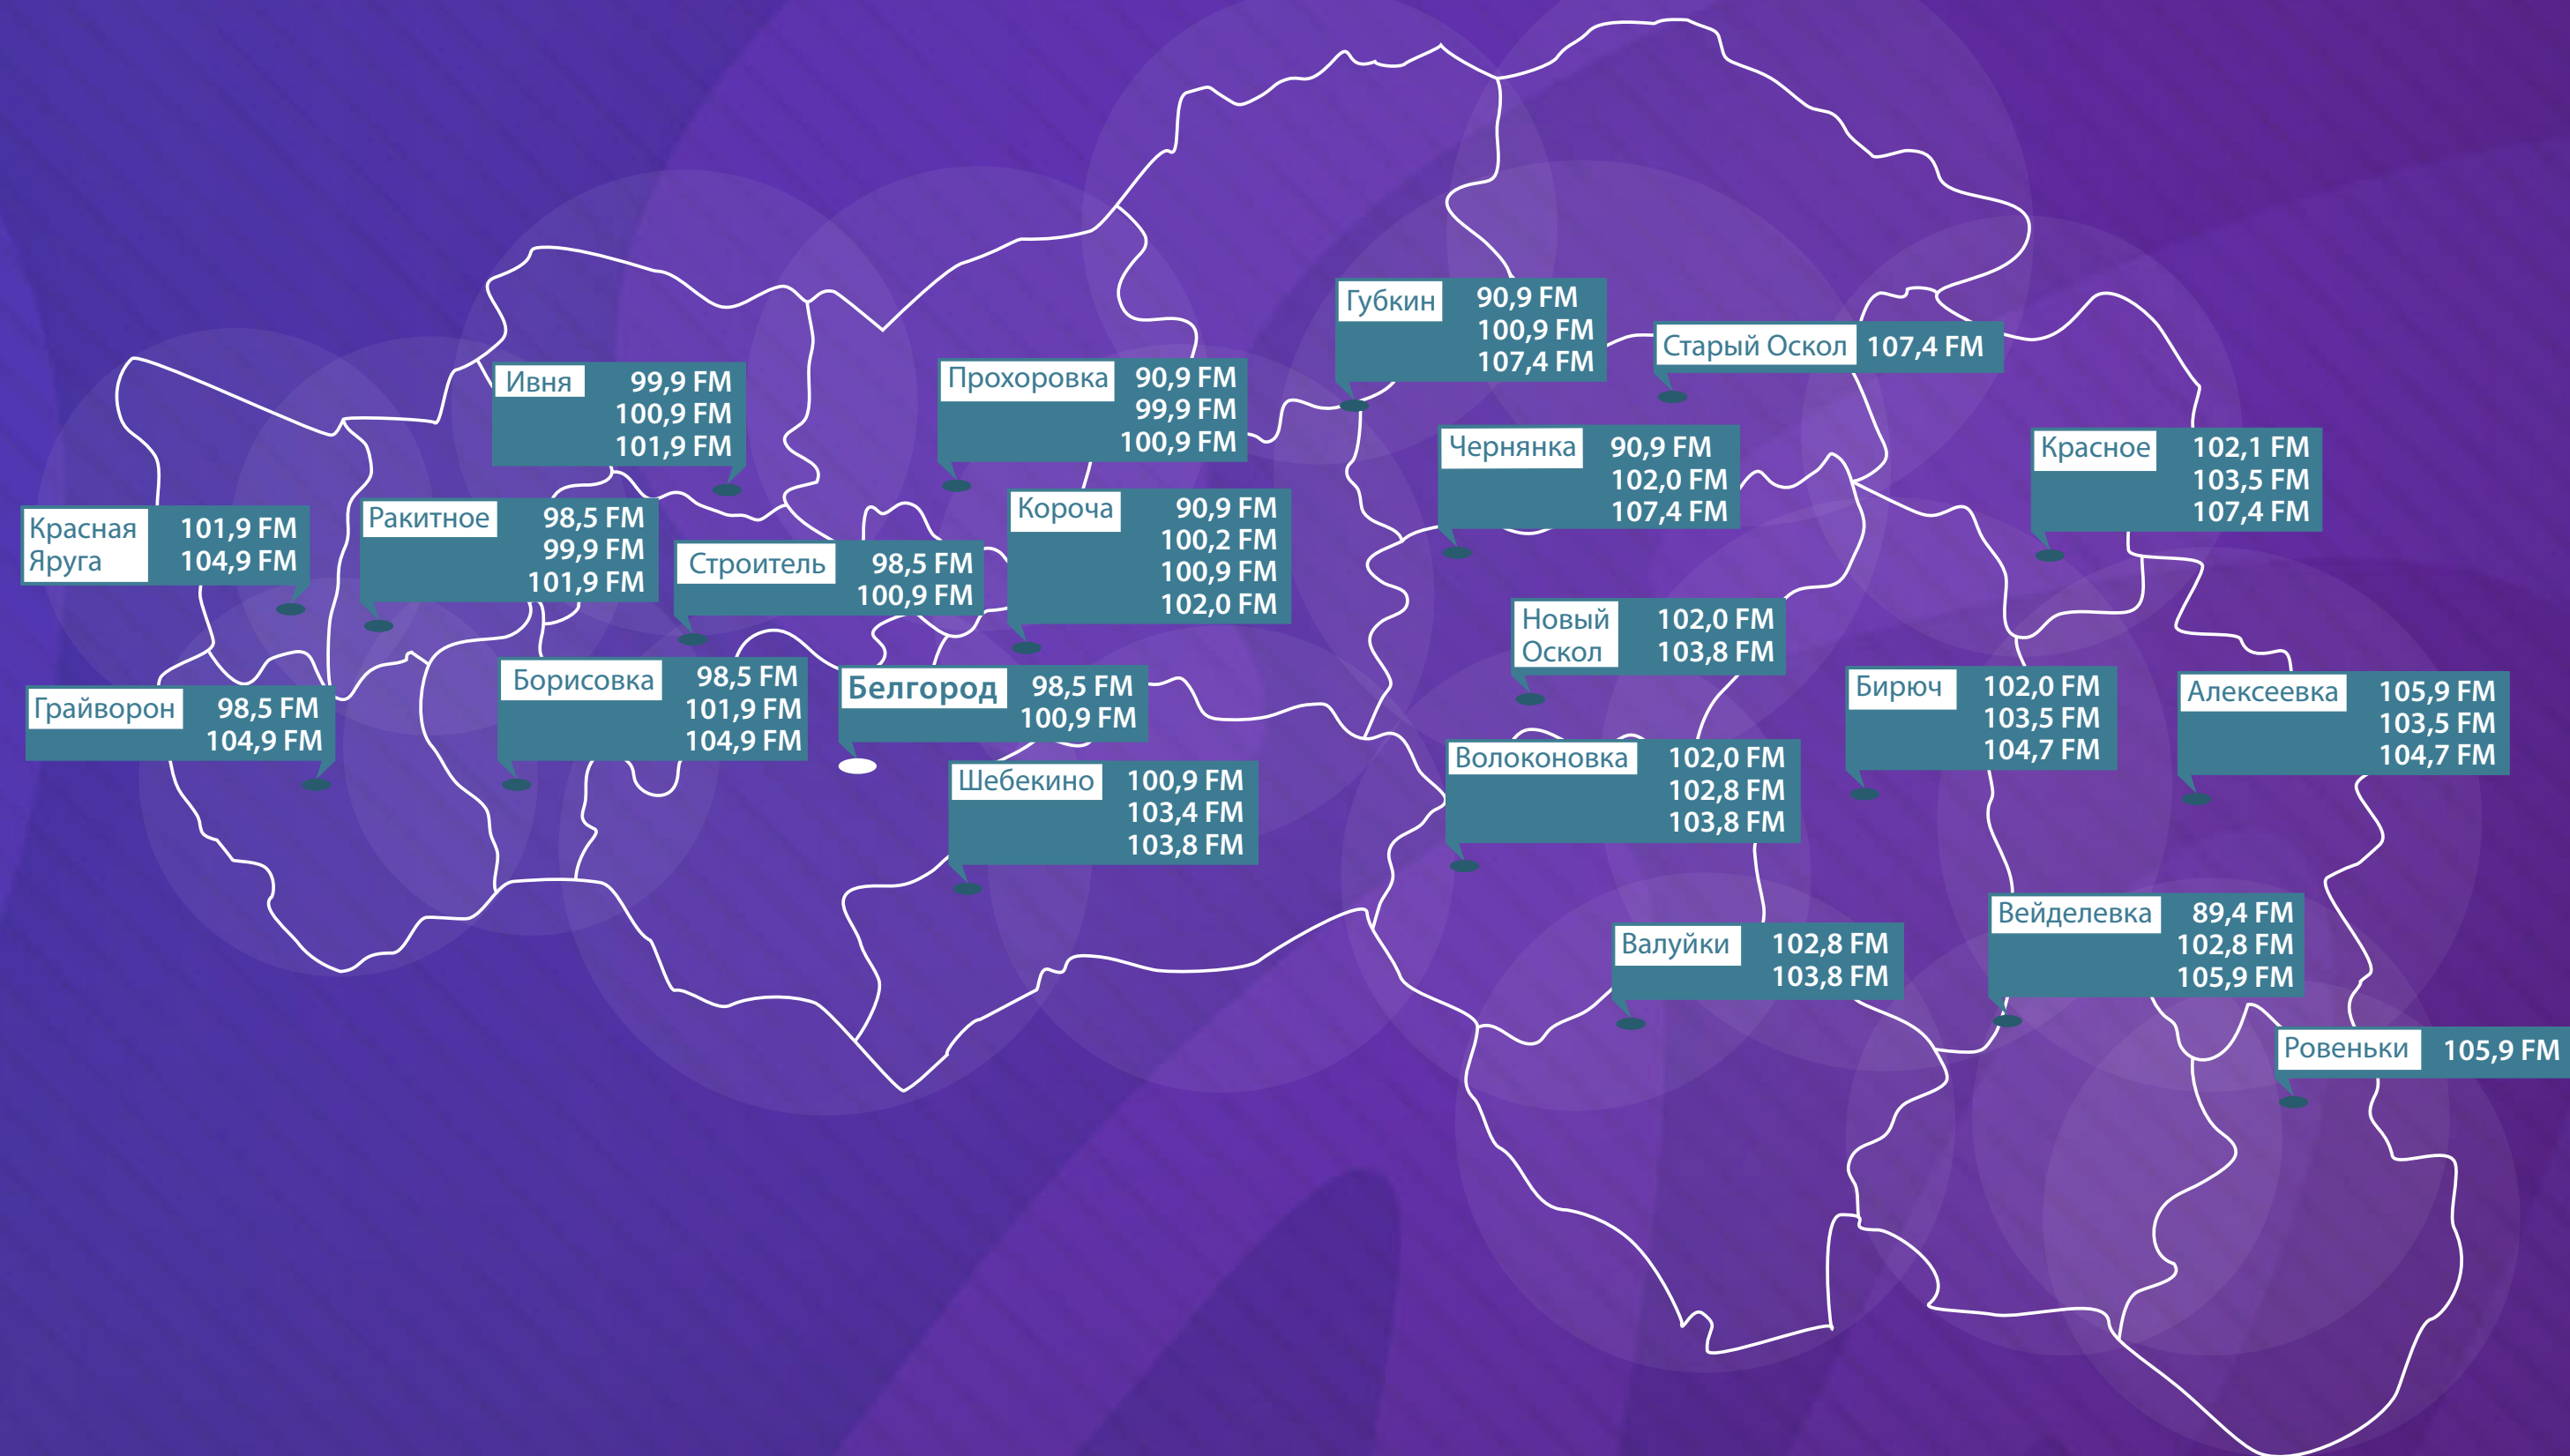 Губкин 90,9 FM
100,9 FM
107,4 FM
Старый Оскол 107,4 FM
Ивня 99,9 FM
100,9 FM
101,9 FM
Прохоровка 90,9 FM
99,9 FM
100,9 FM
Чернянка 90,9 FM
102,0 FM
107,4 FM
Красное 102,1 FM
103,5 FM
107,4 FM
Красная
Яруга
101,9 FM
104,9 FM
Ракитное 98,5 FM
99,9 FM
101,9 FM
Строитель 98,5 FM
100,9 FM
Короча 90,9 FM
100,2 FM
100,9 FM
102,0 FM
Новый
Оскол
102,0 FM
103,8 FM
Грайворон 98,5 FM
104,9 FM
Борисовка 98,5 FM
101,9 FM
104,9 FM
Белгород 98,5 FM
100,9 FM
Бирюч 102,0 FM
103,5 FM
104,7 FM
Алексеевка 105,9 FM
103,5 FM
104,7 FM
Шебекино 100,9 FM
103,4 FM
103,8 FM
Волоконовка 102,0 FM
102,8 FM
103,8 FM
Валуйки 102,8 FM
103,8 FM
Вейделевка 89,4 FM
102,8 FM
105,9 FM
Ровеньки 105,9 FM